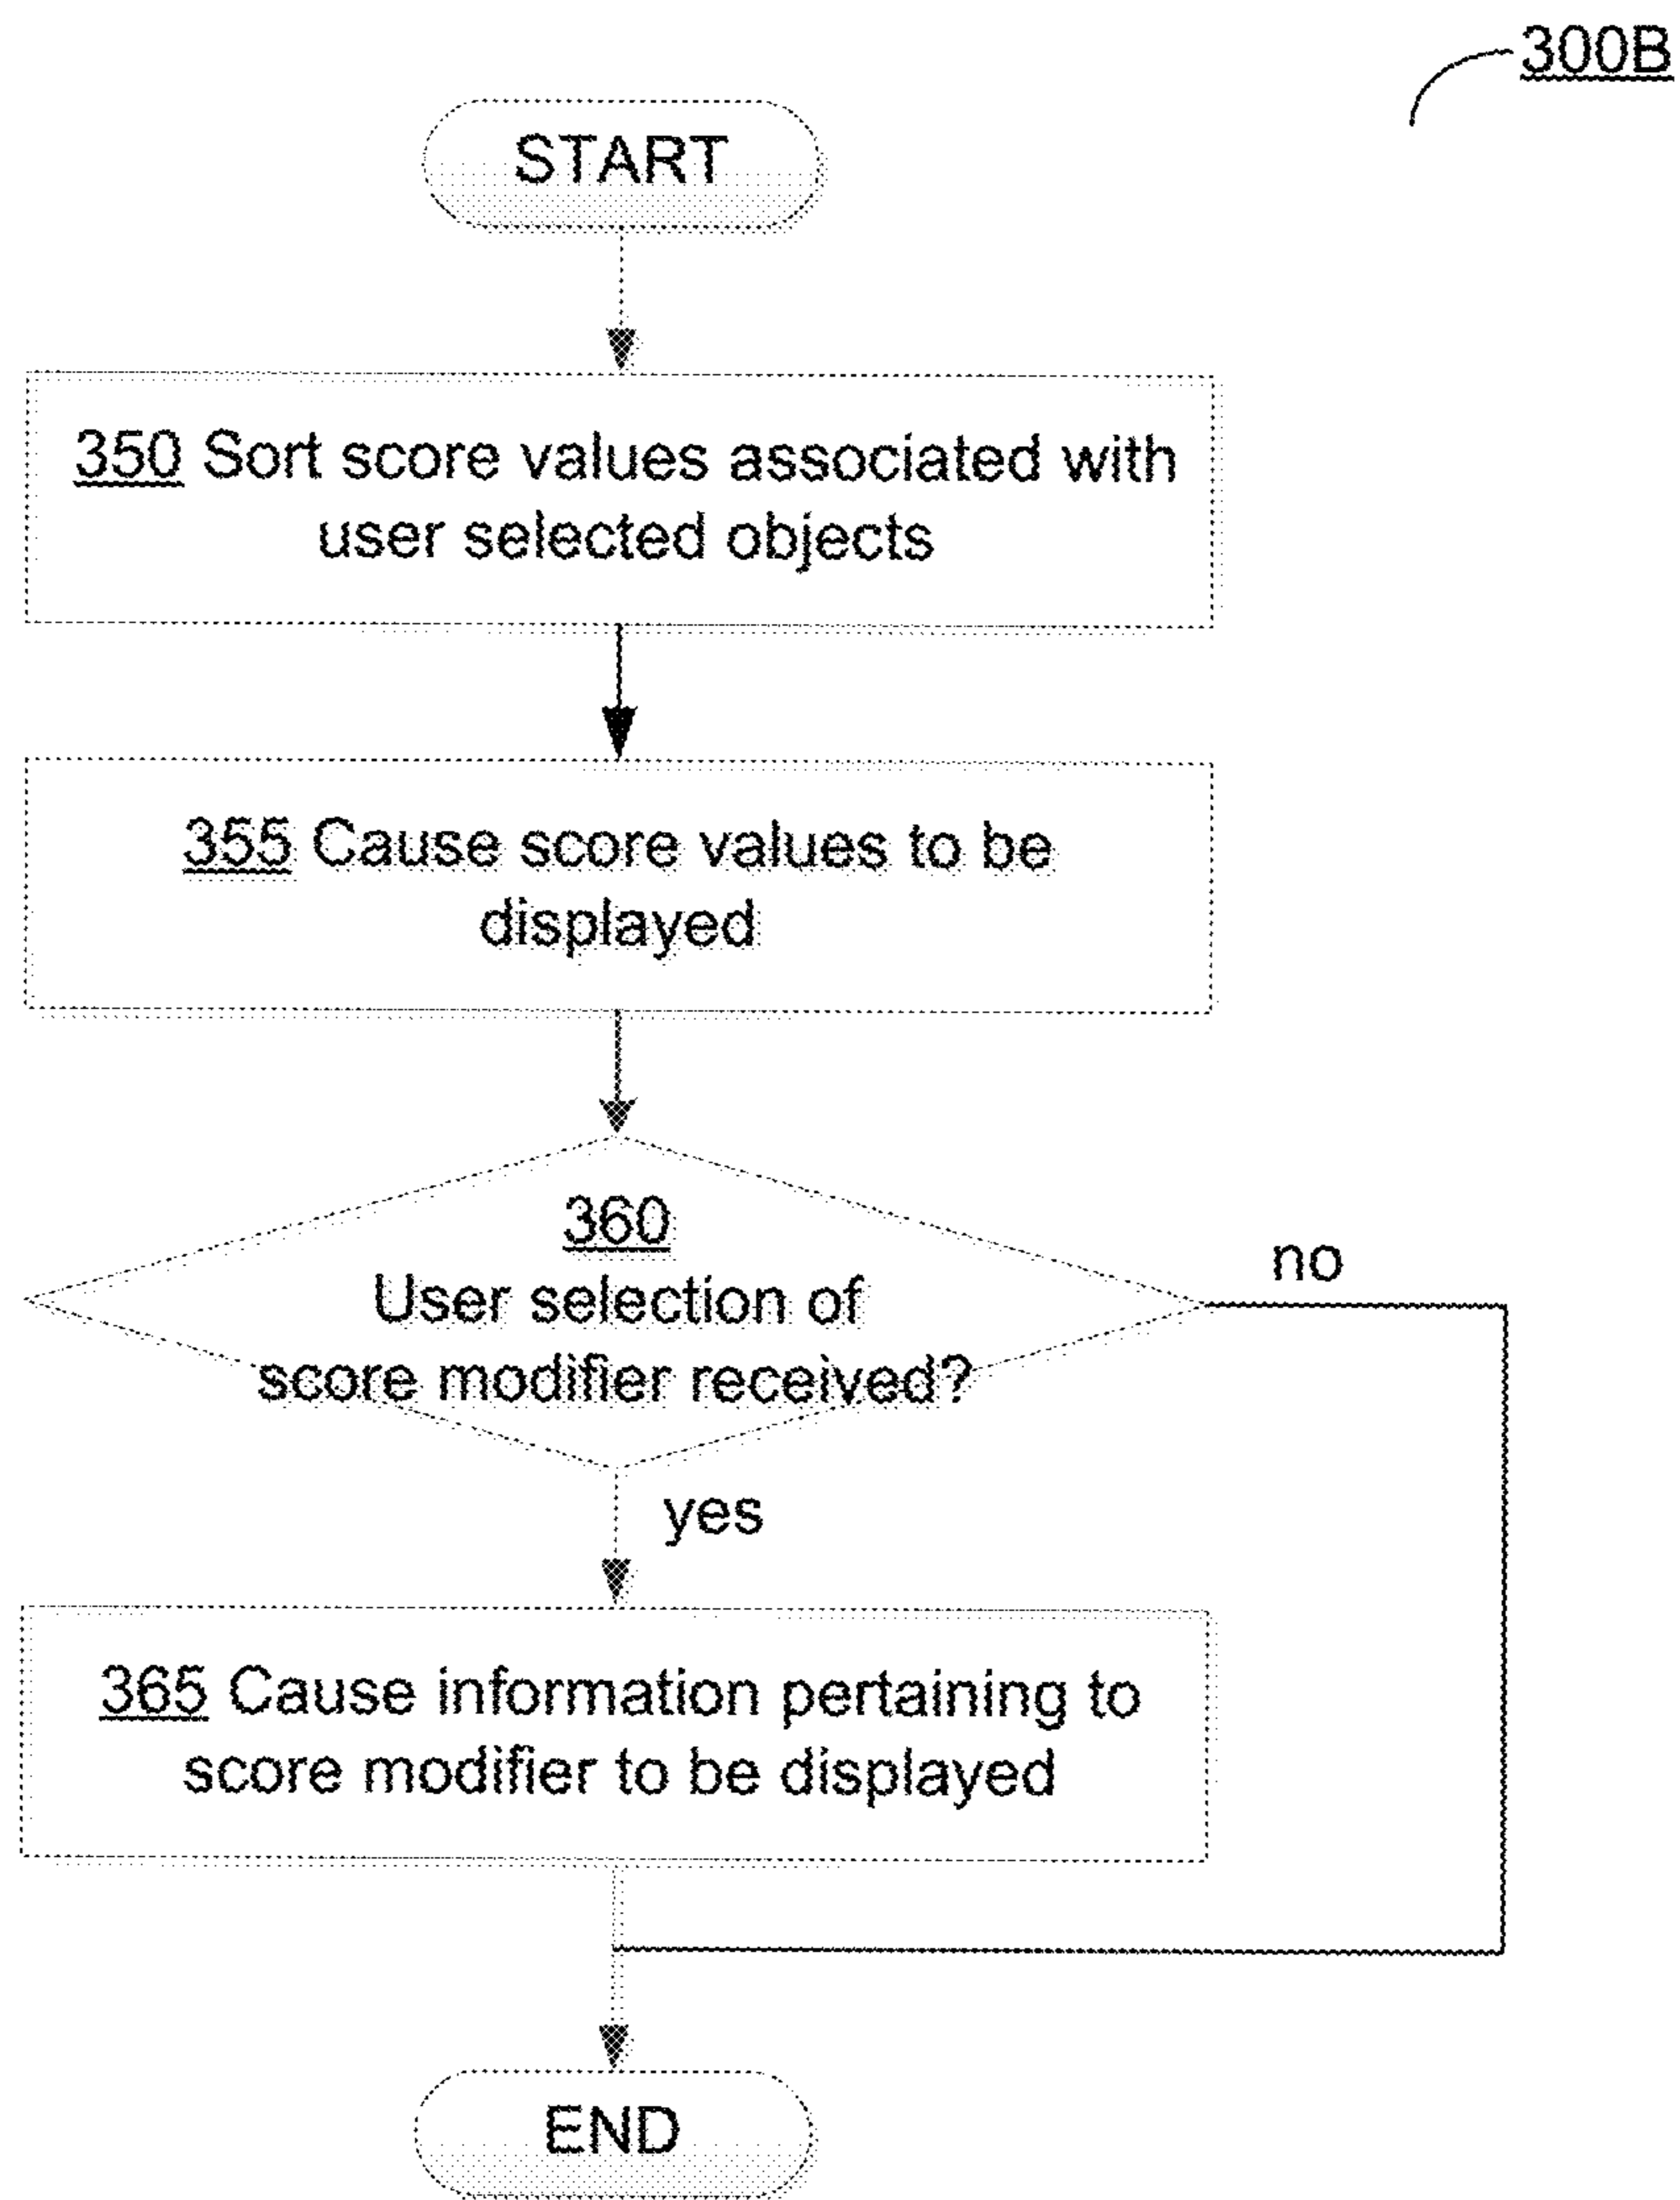 300B
START
350 Sort score values associated with
user selected objects
355 Cause score values to be
displayed
360
User selection of
score modifier received?
no
yes
365 Cause information pertaining to
score modifier to be displayed
END